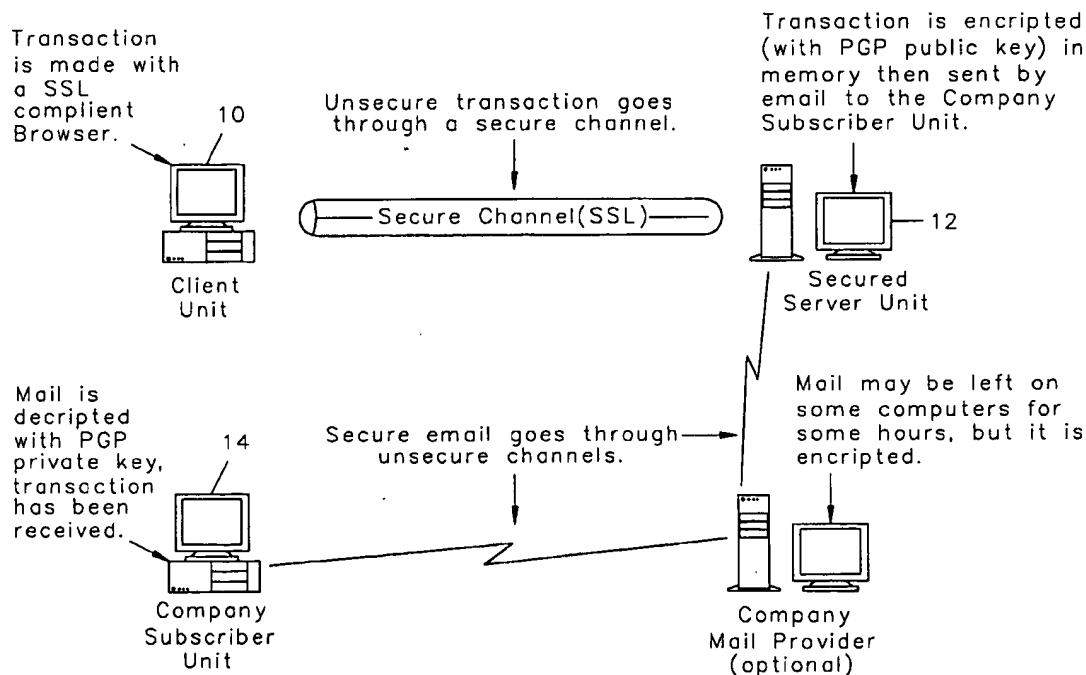 Transaction
is made with
a SSL
complient
Browser.
10
Unsecure transaction goes
through a secure channel.
Transaction is encripted
(with PGP public key) in
memory then sent by
email to the Company
Subscriber Unit.
Secure Channel(SSL)
12
Client
Unit
Secured
Server Unit
Mail is
decripted
with PGP
private key,
transaction
has been
received.
14
Secure email goes through
unsecure channels.
Mail may be left on
some computers for
some hours, but it is
encripted.
Company
Subscriber
Unit
Company
Mail Provider
(optional)